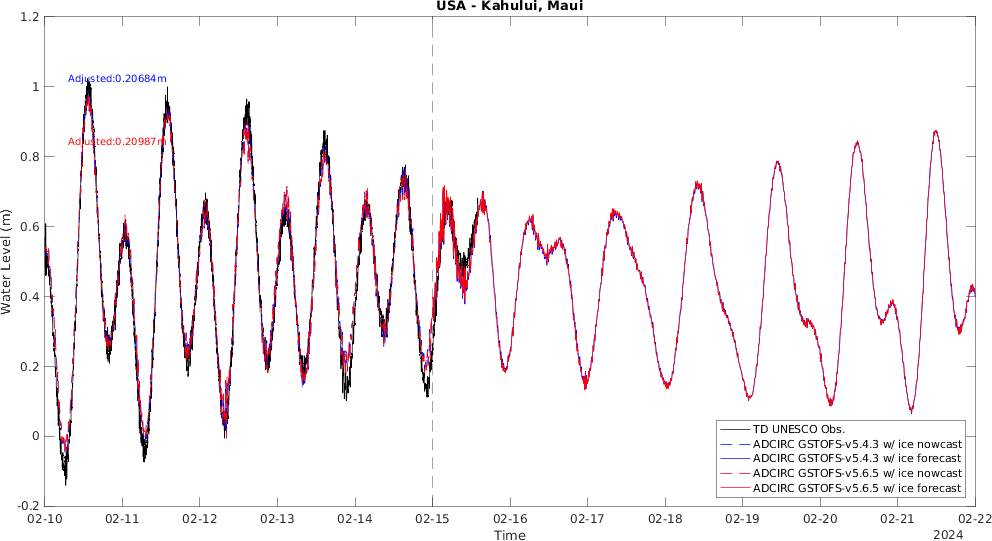 USA - Kahului, Maui
1.2
1
0.8
0.6
0.4
0.2
0
-0.2
Water Level (m)
Adjusted:0.20684m
Adjusted:0.20987m
TD UNESCO Obs.
ADCIRC GSTOFS-v5.4.3 w/ ice nowcast
ADCIRC GSTOFS-v5.4.3 w/ ice forecast
ADCIRC GSTOFS-v5.6.5 w/ ice nowcast
ADCIRC GSTOFS-v5.6.5 w/ ice forecast
02-10 02-11 02-12 02-13 02-14 02-15 02-16 02-17 02-18 02-19 02-20 02-21 02-22
Time
2024